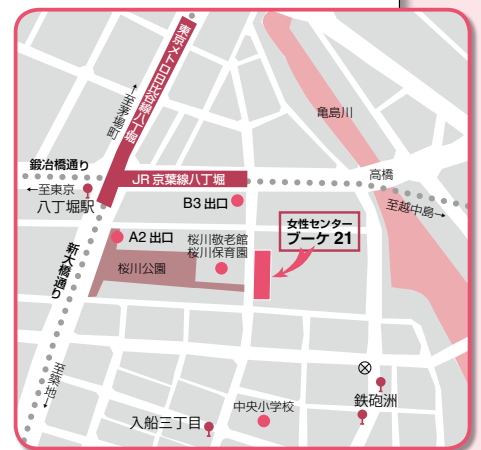 東京メトロ日比谷線八丁堀
←至茅場町
亀島川
鍛冶橋通り
←至東京
八丁堀駅
JR 京葉線八丁堀
高橋
至越中島→
B3 出口
女性センター
ブーケ 21
A2 出口
桜川敬老館
桜川保育園
新大橋通り
桜川公園
至築地→
鉄砲洲
中央小学校
入船三丁目